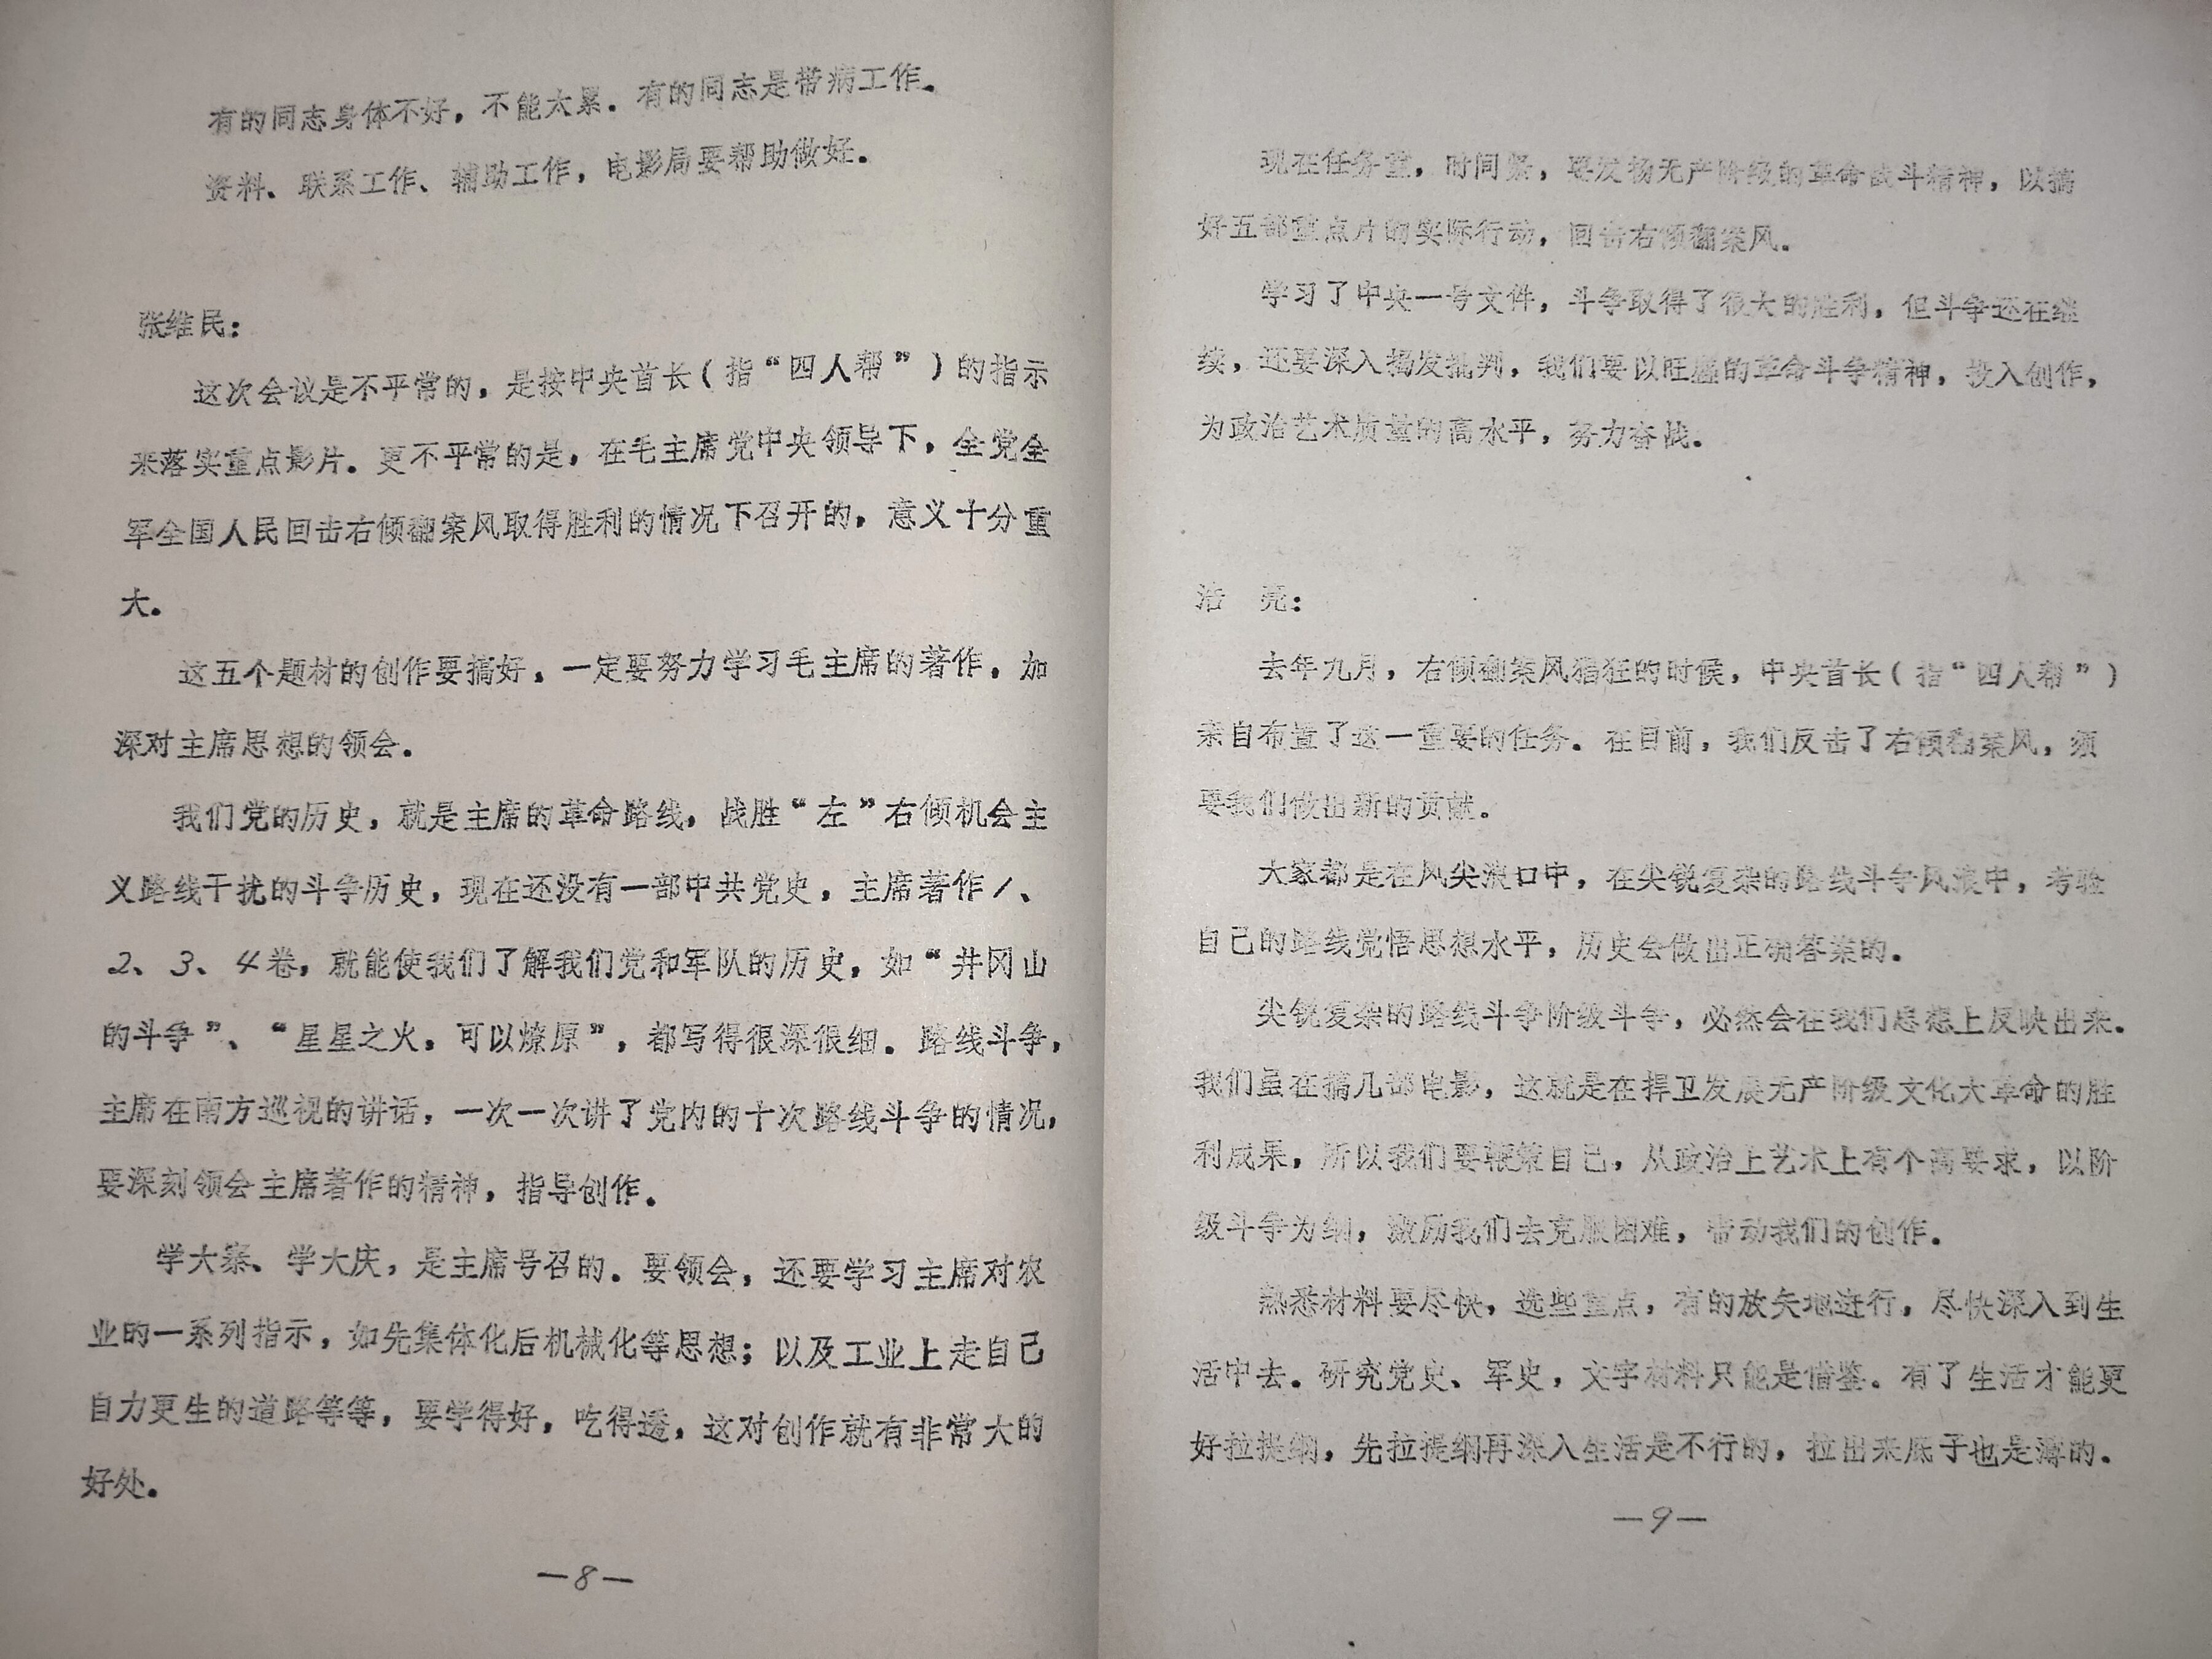 有的同志身体不好，不能太累．有的同志是带病工作。
资料、联系工作、辅助工作，电影局要帮助做好。
张维民：
这次会议是不平常的，是按中央首长（指“四人帮”）的指示
来落实重点影片。更不平常的是，在毛主席党中央领导下，全党全
军全国人民回击右倾翻案风取得胜利的情况下召开的，意义十分重
大。
这五个题材的创作要搞好，一定要努力学习毛主席的著作，加
深对主席思想的领会。
我们党的历史，就是主席的革命路线，战胜“左”右倾机会主
义路线干扰的斗争历史，现在还没有一部中共党史，主席著作1、
2、3、4卷，就能使我们了解我们党和军队的历史，如“井冈山
的斗争”、“星星之火，可以燎原”，都写得很深很细．路线斗争，
主席在南方巡视的讲话，一次一次讲了党内的十次路线斗争的情况，
要深刻领会主席著作的精神，指导创作。
学大寨、学大庆，是主席号召的．要领会，还要学习主席对农
业的一系列指示，如先集体化后机械化等思想；以及工业上走自己
自力更生的道路等等，要学得好，吃得透，这对创作就有非常大的
好处。
—8—
现在任务重，时间紧，要发扬无产阶级的革命战斗精神，以搞
好五部重点片的实际行动，回击右倾翻案风。
学习了中央一号文件，斗争取得了很大的胜利，但斗争还在继
续，还要深入揭发批判，我们要以旺盛的革命斗争精神，投入创作，
为政治艺术质量的高水平，努力奋战。
浩　亮：
去年九月，右倾翻案风猖狂的时候，中央首长（指“四人帮”）
亲自布置了这一重要的任务．在目前，我们反击了右倾翻案风，须
要我们做出新的贡献。
大家都是在风尖浪口中，在尖锐复杂的路线斗争风浪中，考验
自己的路线觉悟思想水平，历史会做出正确答案的．
尖锐复杂的路线斗争阶级斗争，必然会在我们思想上反映出来．
我们虽在搞几部电影，这就是在捍卫发展无产阶级文化大革命的胜
利成果，所以我们要鞭策自己，从政治上艺术上有个高要求，以阶
级斗争为纲，激励我们去克服困难，带动我们的创作．
熟悉材料要尽快，选些重点，有的放矢地进行，尽快深入到生
活中去．研究党史、军史，文字材料只能是借鉴．有了生活才能更
好拉提纲，先拉提纲再深入生活是不行的，拉出来底子也是薄的．
—9—